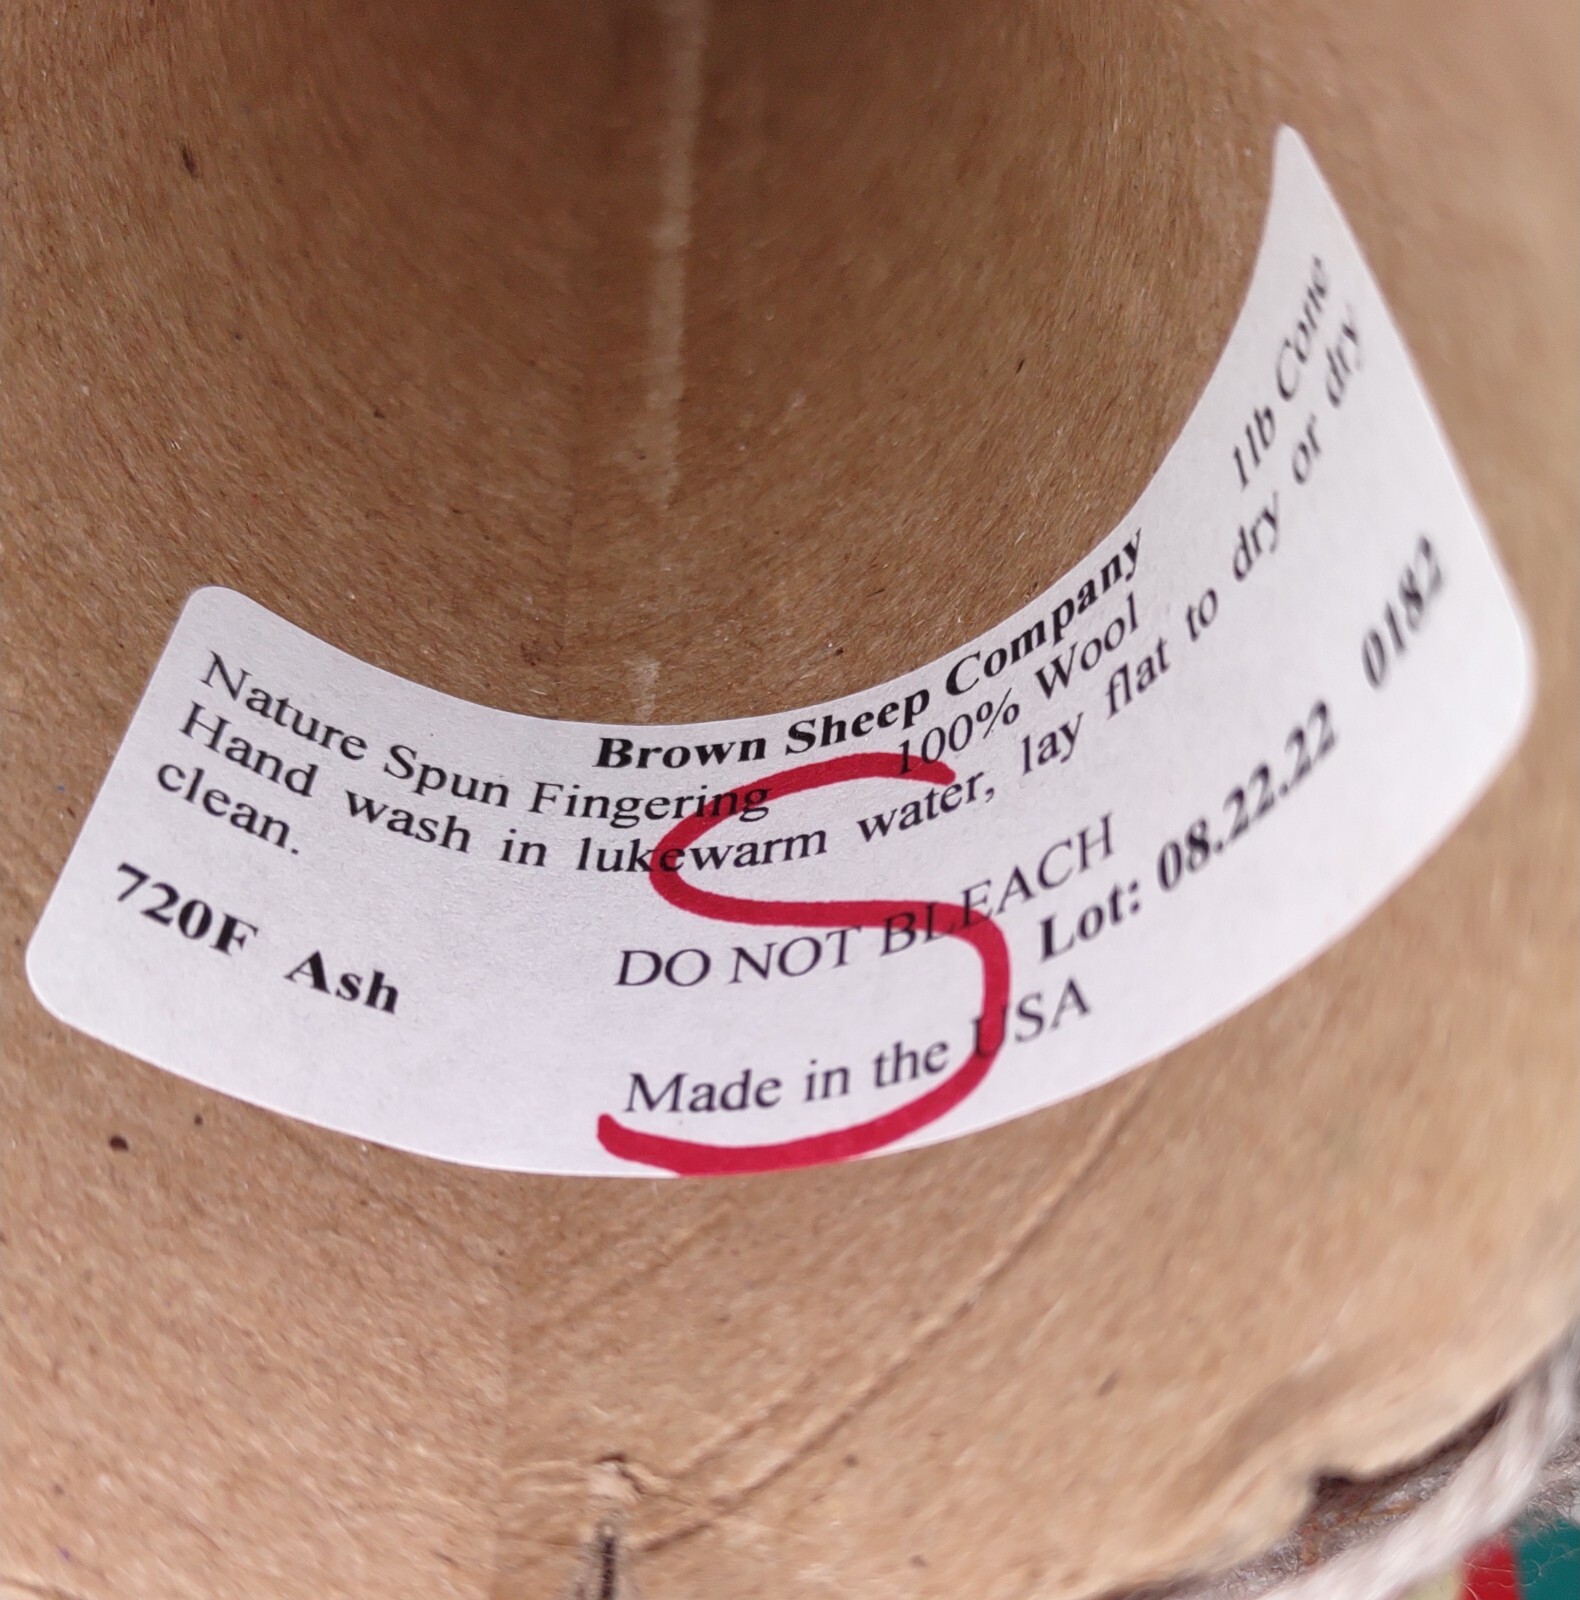 Brown Sheep Company
Nature Spun Fingering 100% Wool 1lb Cone
Hand wash in lukewarm water, lay flat to dry or dry
clean.
DO NOT BLEACH
720F Ash Lot: 08.22.22 0182
Made in the USA
S